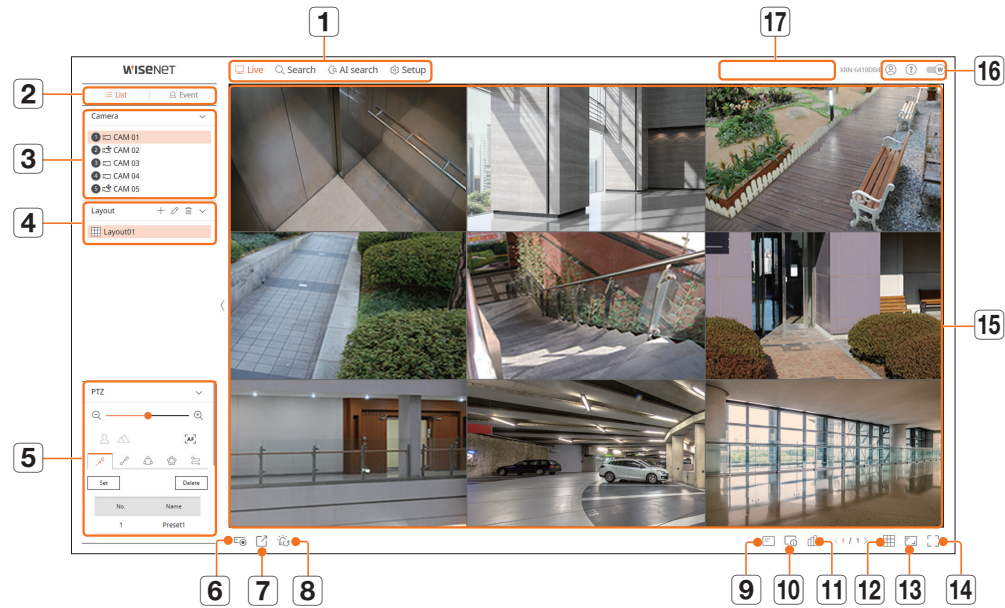 1
17
WISENET
Live
Search
AI search
Setup
XRN-6410DB4
W
16
2
List
Event
3
Camera
1 CAM 01
2 CAM 02
3 CAM 03
4 CAM 04
5 CAM 05
4
Layout
Layout01
15
5
PTZ
AF
Set
Delete
No.
Name
1
Preset1
1 / 1
6
7
8
9
10
11
12
13
14